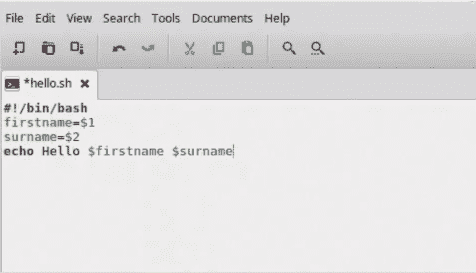 File Edit View Search Tools Documents Help
*hello.sh
#!/bin/bash
firstname=$1
surname=$2
echo Hello $firstname $surname